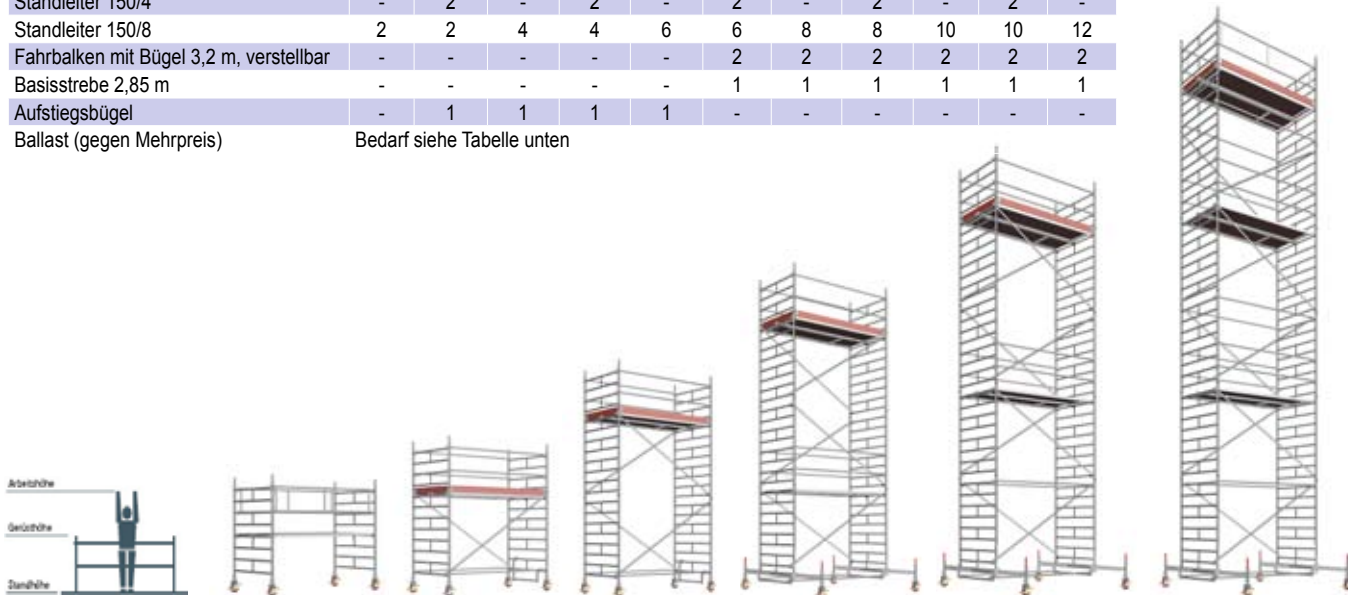 Standleiter 150/4 - 2 - 2 - 2 - 2 - 2 -
Standleiter 150/8 2 2 4 4 6 6 8 8 10 10 12
Fahrbalken mit Bügel 3,2 m, verstellbar - - - - - 2 2 2 2 2 2
Basisstrebe 2,85 m - - - - - 1 1 1 1 1 1
Aufstiegsbügel - 1 1 1 1 - - - - - -
Ballast (gegen Mehrpreis) Bedarf siehe Tabelle unten
Arbeitshöhe
Gerüsthöhe
Standhöhe